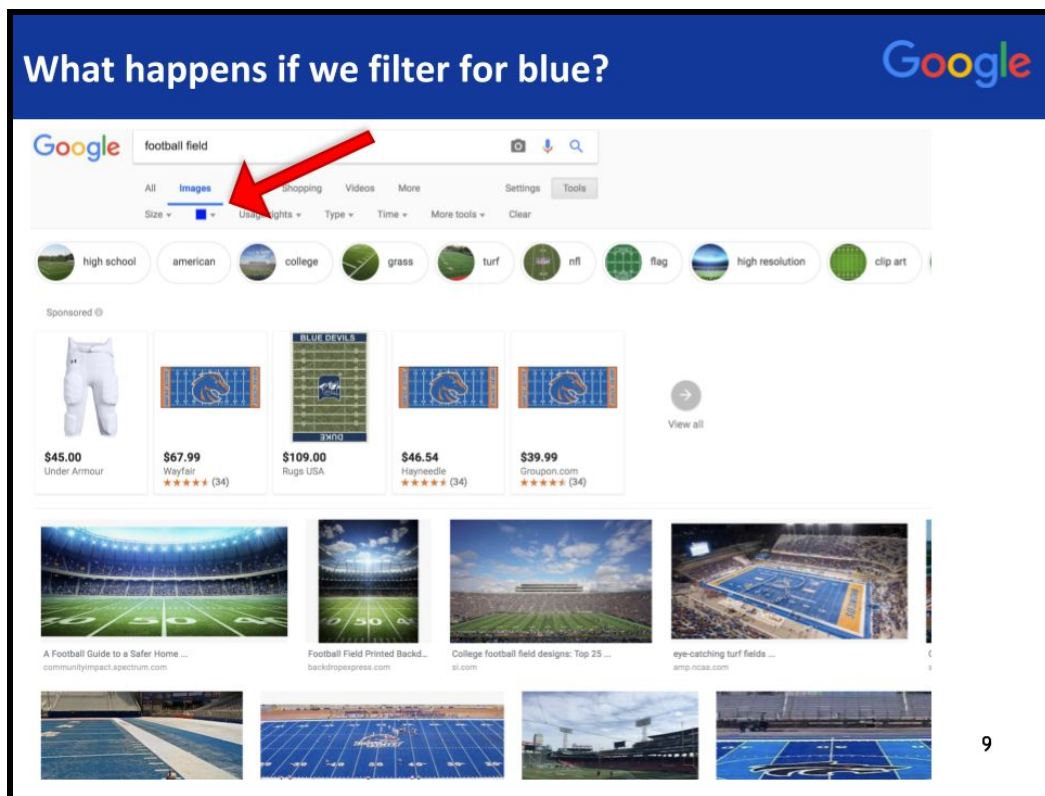 What happens if we filter for blue?
Google
Google
football field
All Images Shopping Videos More Settings Tools
Size Usage rights Type Time More tools Clear
high school american college grass turf nfl flag high resolution clip art
Sponsored
BLUE DEVILS
DUKE
View all
$45.00
Under Armour
$67.99
Wayfair
(34)
$109.00
Rugs USA
$46.54
Hayneedle
(34)
$39.99
Groupon.com
(34)
50
50
A Football Guide to a Safer Home ...
communityimpact.spectrum.com
Football Field Printed Backd...
backdropexpress.com
College football field designs: Top 25 ...
si.com
eye-catching turf fields ...
amp.ncaa.com
9